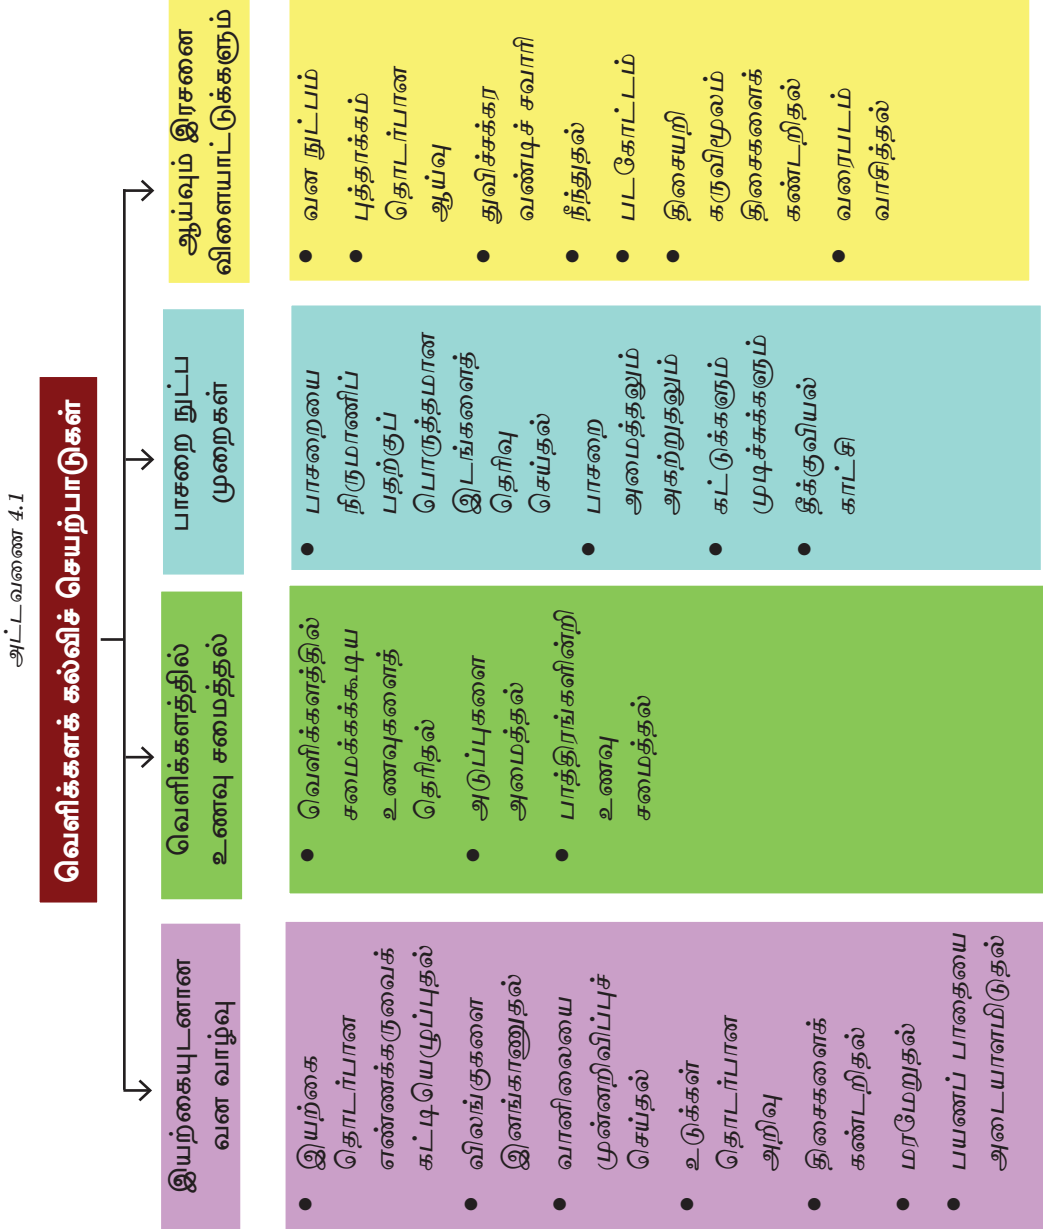 அட்டவணை 4.1
வெளிக்களக் கல்விச் செயற்பாடுகள்
இயற்கையுடனான
வன வாழ்வு
இயற்கை
தொடர்பான
எண்ணக்கருவைக்
கட்டியெழுப்புதல்
விலங்குகளை
இனங்காணுதல்
வானிலையை
முன்னறிவிப்புச்
செய்தல்
உடுக்கள்
தொடர்பான
அறிவு
திசைகளைக்
கண்டறிதல்
மரமேறுதல்
பயணப் பாதையை
அடையாளமிடுதல்
வெளிக்களத்தில்
உணவு சமைத்தல்
வெளிக்களத்தில்
சமைக்கக்கூடிய
உணவுகளைத்
தெரிதல்
அடுப்புகளை
அமைத்தல்
பாத்திரங்களின்றி
உணவு
சமைத்தல்
பாசறை நுட்ப
முறைகள்
பாசறையை
நிருமாணிப்
பதற்குப்
பொருத்தமான
இடங்களைத்
தெரிவு
செய்தல்
பாசறை
அமைத்தலும்
அகற்றுதலும்
கட்டுக்களும்
முடிச்சுக்களும்
தீக்குவியல்
காட்சி
ஆய்வும் இரசனை
விளையாட்டுக்களும்
வன நுட்பம்
புத்தாக்கம்
தொடர்பான
ஆய்வு
துவிச்சக்கர
வண்டிச் சவாரி
நீந்துதல்
படகோட்டம்
திசையறி
கருவிமூலம்
திசைகளைக்
கண்டறிதல்
வரைபடம்
வாசித்தல்